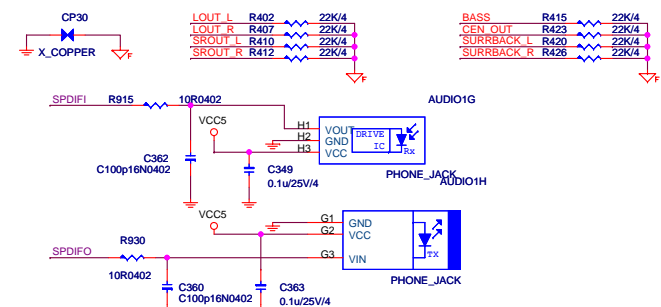 CP30
X_COPPER
F
LOUT_L R402 22K/4
LOUT_R R407 22K/4
SROUT_L R410 22K/4
SROUT_R R412 22K/4
F
BASS R415 22K/4
CEN_OUT R423 22K/4
SURRBACK_L R420 22K/4
SURRBACK_R R426 22K/4
F
SPDIFI R915 10R0402
AUDIO1G
VCC5
H1 VOUT
H2 GND
H3 VCC
DRIVE
IC
Rx
C362
C100p16N0402
C349
0.1u/25V/4
PHONE_JACK
AUDIO1H
VCC5
G1 GND
G2 VCC
G3 VIN
TX
SPDIFO R930
10R0402
C360
C100p16N0402
C363
0.1u/25V/4
PHONE_JACK